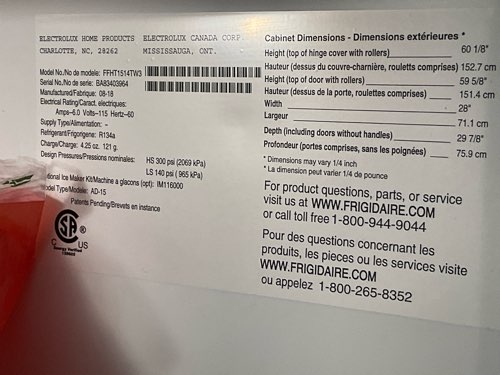 ELECTROLUX HOME PRODUCTS ELECTROLUX CANADA CORP.
CHARLOTTE, NC, 28262 MISSISSAUGA, ONT.
Model No./No de modele: FFHT1514TW3
Serial No./No de serie: BA83403964
Manufactured/Fabrique: 08-18
Electrical Rating/Caract. electriques:
Amps-6.0 Volts-115 Hertz-60
Supply Type/Alimentation: –
Refrigerant/Frigorigene: R134a
Charge/Charge: 4.25 oz. 121 g.
Design Pressures/Pressions nominales: HS 300 psi (2069 kPa)
LS 140 psi ( 965 kPa)
tional Ice Maker Kit/Machine a glacons (opt): IM116000
Model Type/Modele: AD-15
Patents Pending/Brevets en instance
CSA
C US
Cabinet Dimensions - Dimensions extérieures *
Height (top of hinge cover with rollers) 60 1/8"
Hauteur (dessus du couvre-charnière, roulettes comprises) 152.7 cm
Height (top of door with rollers) 59 5/8"
Hauteur (dessus de la porte, roulettes comprises) 151.4 cm
Width 28"
Largeur 71.1 cm
Depth (including doors without handles) 29 7/8"
Profondeur (portes comprises, sans les poignées) 75.9 cm
* Dimensions may vary 1/4 inch
* La dimension peut varier 1/4 de pounce
For product questions, parts, or service
visit us at WWW.FRIGIDAIRE.COM
or call toll free 1-800-944-9044
Pour des questions concernant les
produits, les pieces ou les services visite
WWW.FRIGIDAIRE.COM
ou appelez 1-800-265-8352